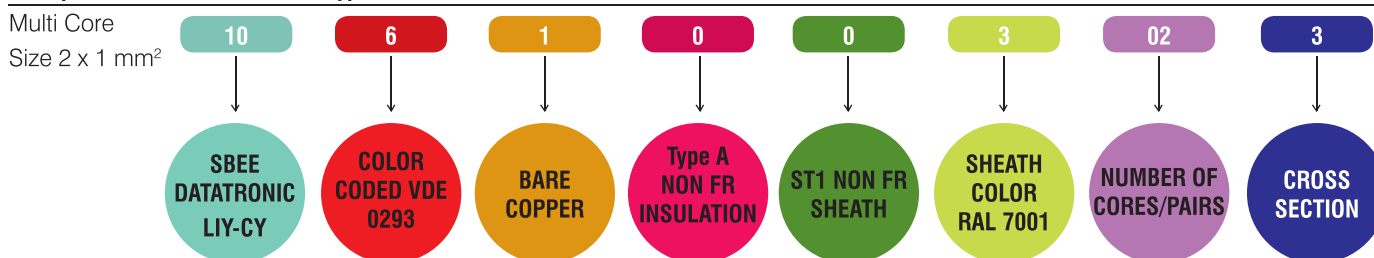 Multi Core
Size 2 x 1 mm²
10
6
1
0
0
3
02
3
SBEE
DATATRONIC
LIY-CY
COLOR
CODED VDE
0293
BARE
COPPER
Type A
NON FR
INSULATION
ST1 NON FR
SHEATH
SHEATH
COLOR
RAL 7001
NUMBER OF
CORES/PAIRS
CROSS
SECTION